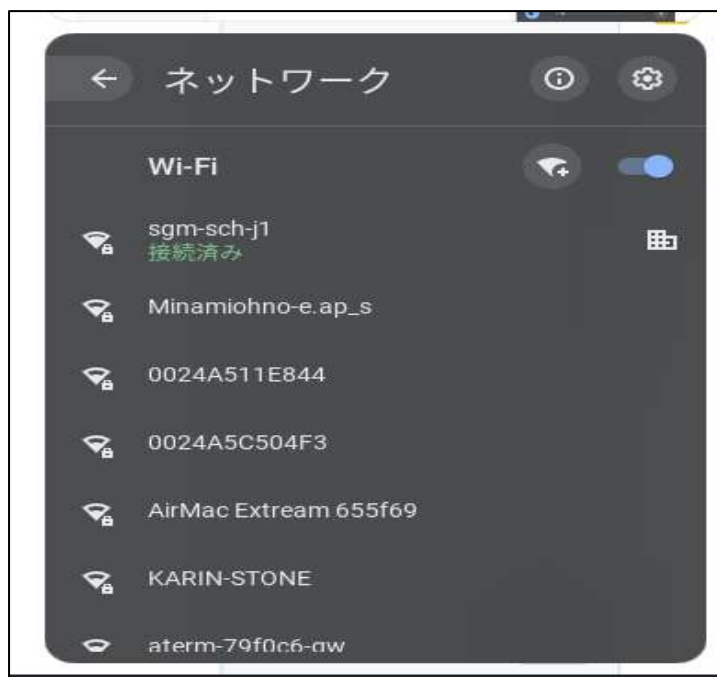 ネットワーク
Wi-Fi
sgm-sch-j1
接続済み
Minamiohno-e.ap_s
0024A511E844
0024A5C504F3
AirMac Extream 655f69
KARIN-STONE
aterm-79f0c6-gw